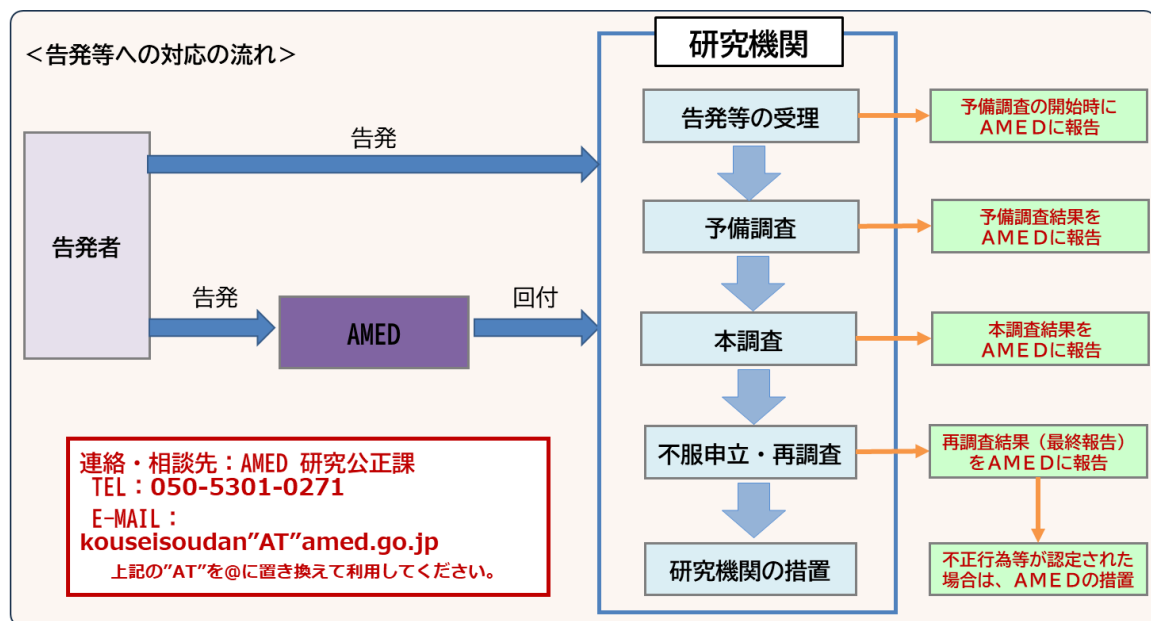 ＜告発等への対応の流れ＞
研究機関
告発者
告発
告発
AMED
回付
告発等の受理
予備調査
本調査
不服申立・再調査
研究機関の措置
予備調査の開始時に
ＡＭＥＤに報告
予備調査結果を
ＡＭＥＤに報告
本調査結果を
ＡＭＥＤに報告
再調査結果（最終報告）
をＡＭＥＤに報告
不正行為等が認定された
場合は、ＡＭＥＤの措置
連絡・相談先：AMED 研究公正課
TEL：050-5301-0271
E-MAIL：
kouseisoudan”AT”amed.go.jp
上記の”AT”を@に置き換えて利用してください。